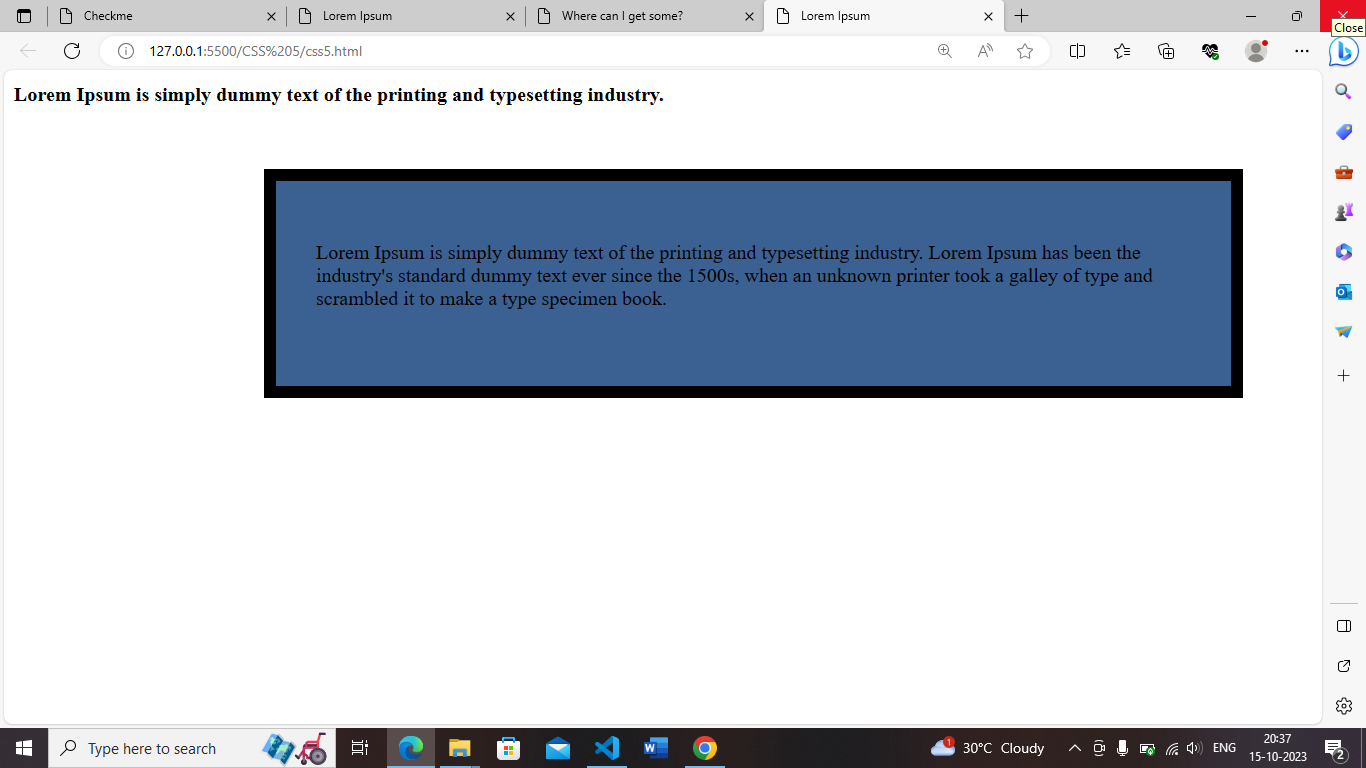 Checkme
Lorem Ipsum
Where can I get some?
Lorem Ipsum
Close
127.0.0.1:5500/CSS%205/css5.html
Lorem Ipsum is simply dummy text of the printing and typesetting industry.
Lorem Ipsum is simply dummy text of the printing and typesetting industry. Lorem Ipsum has been the
industry's standard dummy text ever since the 1500s, when an unknown printer took a galley of type and
scrambled it to make a type specimen book.
Type here to search
1
30°C Cloudy
ENG
20:37
15-10-2023
2